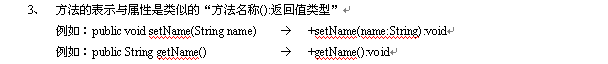 3、 方法的表示与属性是类似的“方法名称():返回值类型”
例如：public void setName(String name) → +setName(name:String):void↵
例如：public String getName() → +getName():void↵